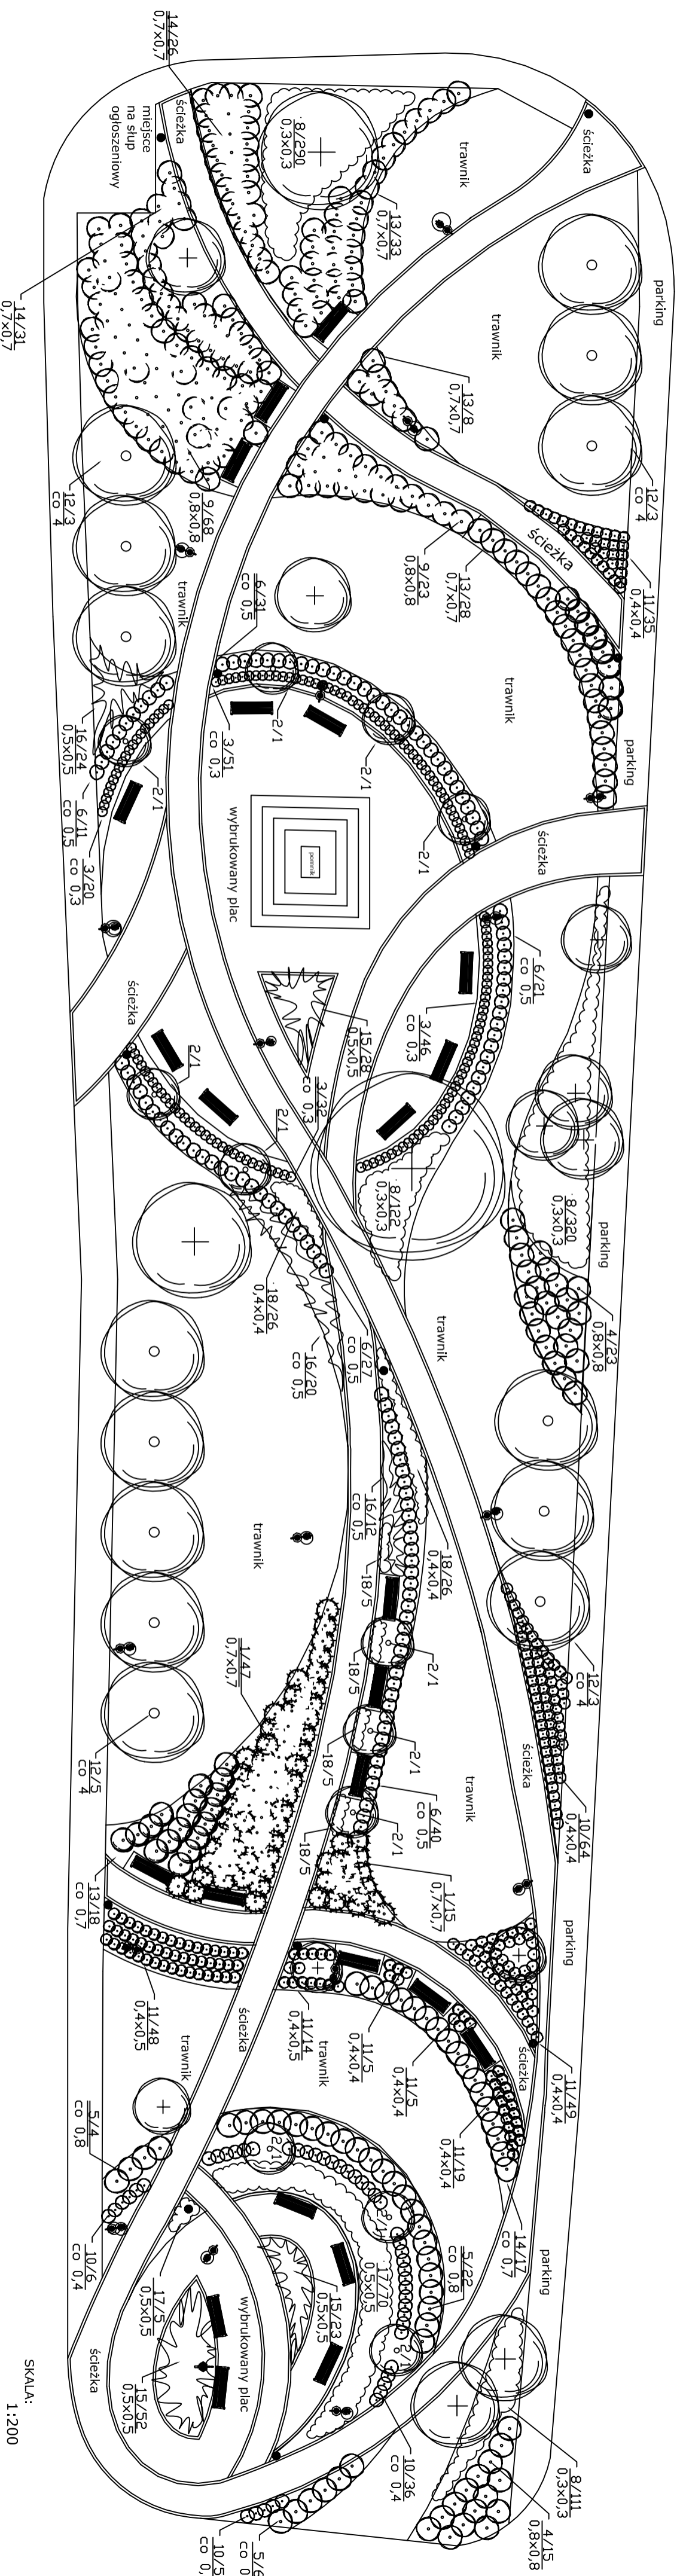 14/26
0,7×0,7
ścieżka
miejsce
na słup
ogłoszeniowy
8/290
0,3×0,3
trawnik
ścieżka
13/33
0,7×0,7
14/31
0,7×0,7
parking
trawnik
13/8
0,7×0,7
12/3
co 4
9/68
0,8×0,8
12/3
co 4
ścieżka
11/35
0,4×0,4
9/23
0,8×0,8
13/28
0,7×0,7
trawnik
6/31
co 0,5
trawnik
parking
2/1
3/51
co 0,3
2/1
2/1
2/1
16/24
0,5×0,5
6/11
co 0,5
3/20
co 0,3
wybrukowany plac
pomnik
ścieżka
6/21
co 0,5
3/46
co 0,3
15/28
0,5×0,5
ścieżka
2/1
2/1
3/32
co 0,3
8/122
0,3×0,3
8/320
0,3×0,3
parking
18/26
0,4×0,4
16/20
co 0,5
6/27
co 0,5
trawnik
4/23
0,8×0,8
16/12
co 0,5
18/26
0,4×0,4
trawnik
18/5
2/1
18/5
2/1
18/5
2/1
18/5
12/3
co 4
1/47
0,7×0,7
12/5
co 4
ścieżka
trawnik
10/64
0,4×0,4
6/40
co 0,5
1/15
0,7×0,7
13/18
co 0,7
parking
11/48
0,4×0,5
11/14
0,4×0,5
11/5
0,4×0,4
11/5
0,4×0,4
11/19
0,4×0,4
11/49
0,4×0,4
ścieżka
ścieżka
trawnik
trawnik
5/4
co 0,8
10/6
co 0,4
14/17
co 0,7
parking
5/22
co 0,8
17/70
0,5×0,5
15/23
0,5×0,5
17/5
0,5×0,5
wybrukowany plac
15/52
0,5×0,5
ścieżka
10/36
co 0,4
8/111
0,3×0,3
4/15
0,8×0,8
SKALA:
1:200